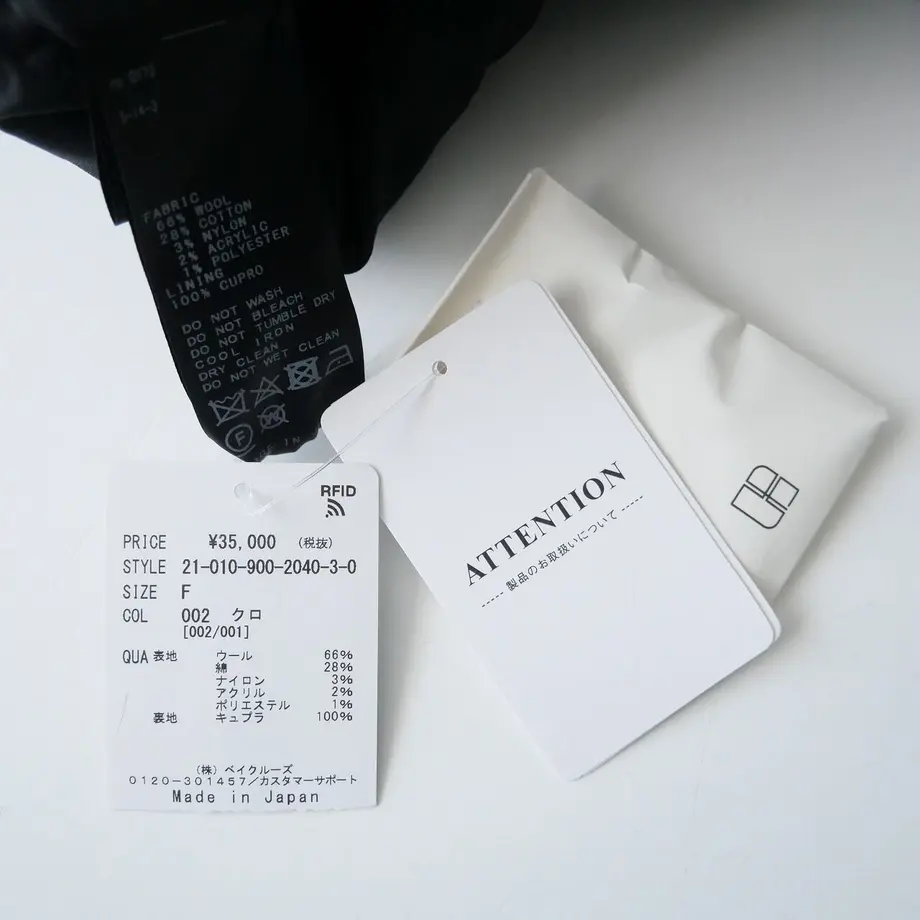 FABRIC
66% WOOL
28% COTTON
3% NYLON
2% ACRYLIC
1% POLYESTER
LINING
100% CUPRO
DO NOT WASH
DO NOT BLEACH
DO NOT TUMBLE DRY
COOL IRON
DRY CLEAN
DO NOT WET CLEAN
F
IN
RFID
PRICE ¥35,000 (税抜)
STYLE 21-010-900-2040-3-0
SIZE F
COL 002 クロ
[002/001]
QUA 表地 ウール 66%
綿 28%
ナイロン 3%
アクリル 2%
ポリエステル 1%
裏地 キュプラ 100%
(株) ベイクルーズ
0120-301457/カスタマーサポート
Made in Japan
ATTENTION
----- 製品のお取扱いについて -----